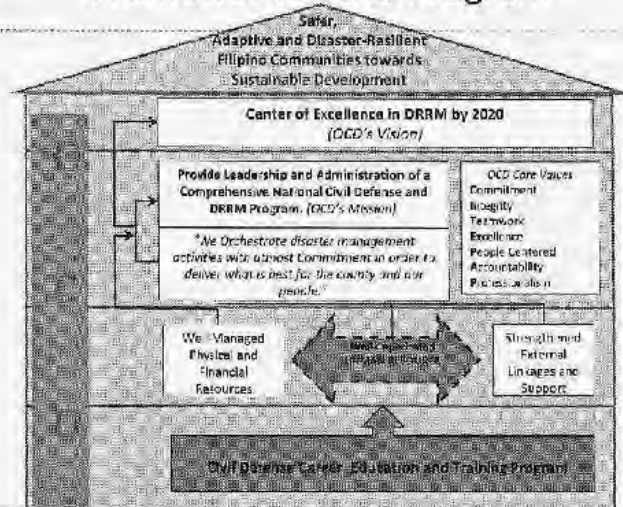 Safer,
Adaptive and Disaster-Resilient
Filipino Communities towards
Sustainable Development
Center of Excellence in DRRM by 2020
(OCD's Vision)
Provide Leadership and Administration of a
Comprehensive National Civil Defense and
DRRM Program. (OCD's Mission)
"We Orchestrate disaster management
activities with utmost Commitment in order to
deliver what is best for the county and our
people."
OCD Core Values
Commitment
Integrity
Teamwork
Excellence
People Centered
Accountability
Professionalism
Well Managed
Physical and
Financial
Resources
Strengthened
External
Linkages and
Support
Civil Defense Career Education and Training Program